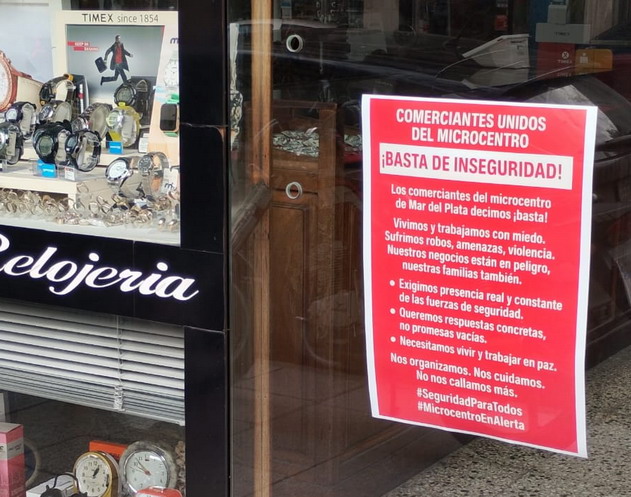 TIMEX since 1854
Relojeria
COMERCIANTES UNIDOS
DEL MICROCENTRO
¡BASTA DE INSEGURIDAD!
Los comerciantes del microcentro
de Mar del Plata decimos ¡basta!
Vivimos y trabajamos con miedo.
Sufrimos robos, amenazas, violencia.
Nuestros negocios están en peligro,
nuestras familias también.
• Exigimos presencia real y constante
de las fuerzas de seguridad.
• Queremos respuestas concretas,
no promesas vacías.
• Necesitamos vivir y trabajar en paz.
Nos organizamos. Nos cuidamos.
No nos callamos más.
#SeguridadParaTodos
#MicrocentroEnAlerta